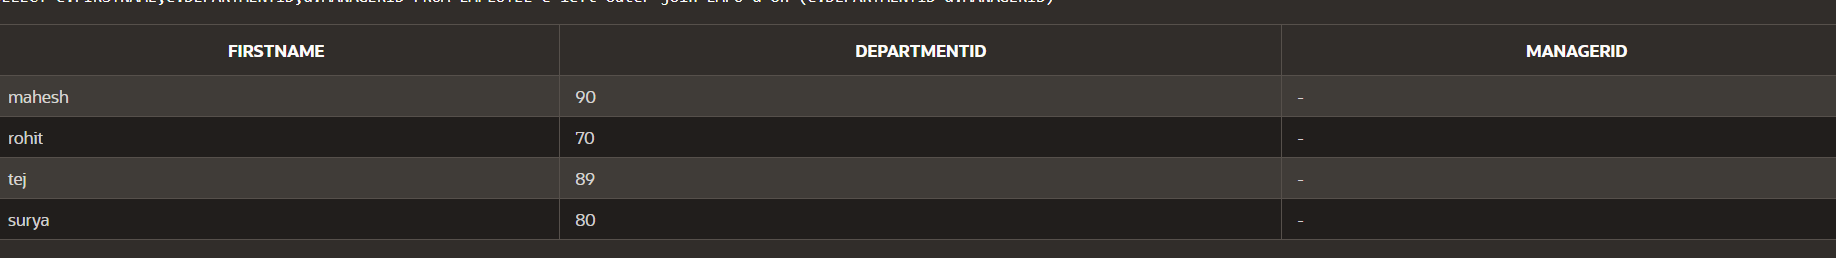 FIRSTNAME DEPARTMENTID MANAGERID
mahesh 90 -
rohit 70 -
tej 89 -
surya 80 -